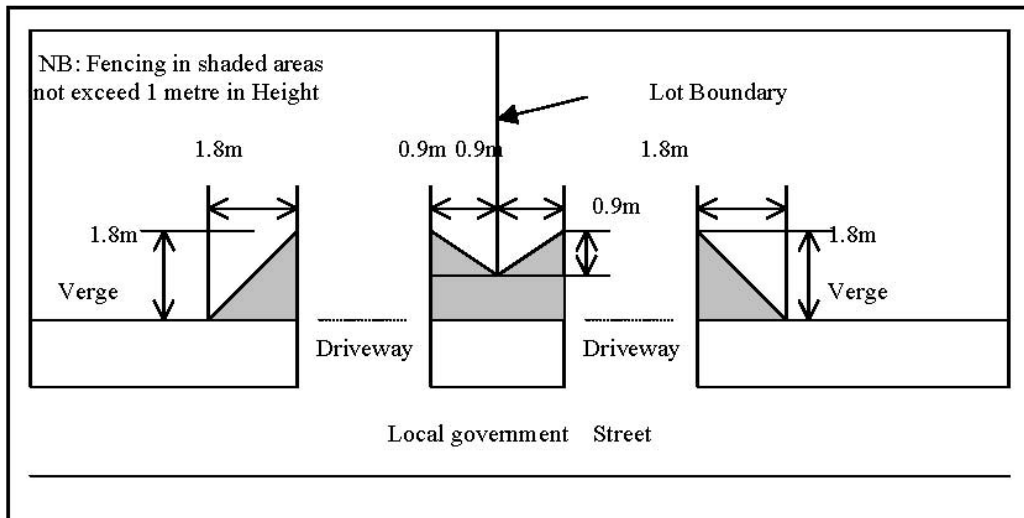 NB: Fencing in shaded areas
not exceed 1 metre in Height
Lot Boundary
1.8m
0.9m 0.9m
1.8m
1.8m
0.9m
1.8m
Verge
Verge
Driveway
Driveway
Local government Street